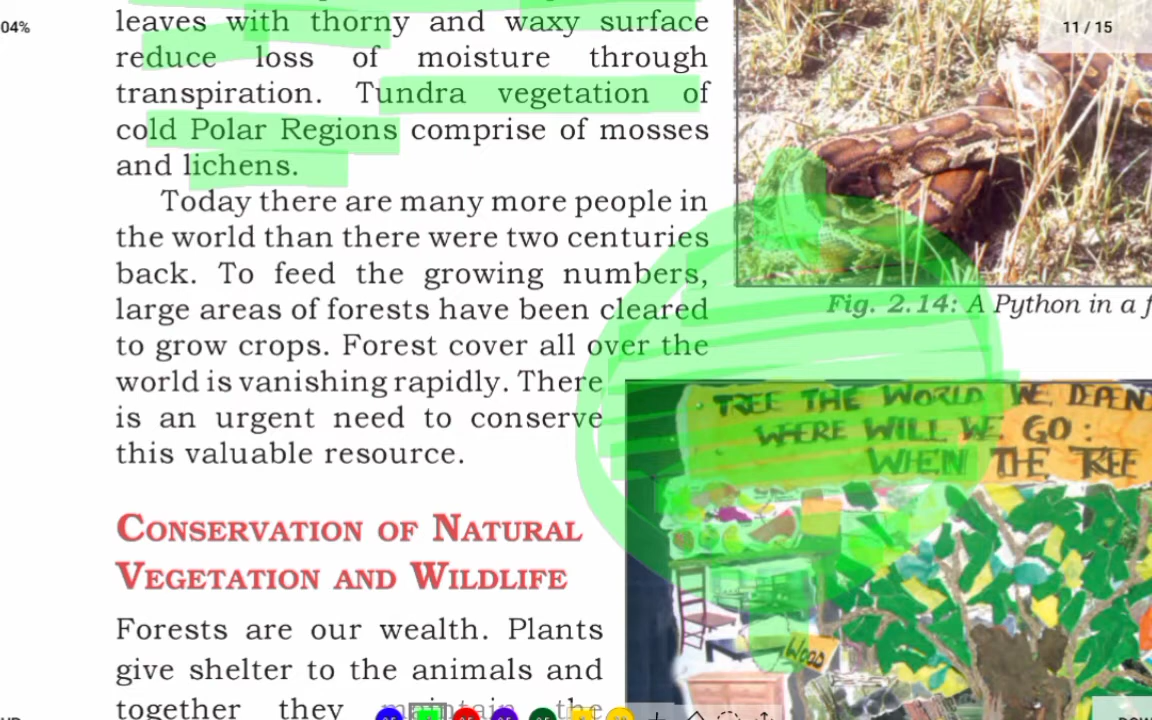 04%
11 / 15
leaves with thorny and waxy surface
reduce loss of moisture through
transpiration. Tundra vegetation of
cold Polar Regions comprise of mosses
and lichens.
Today there are many more people in
the world than there were two centuries
back. To feed the growing numbers,
large areas of forests have been cleared
to grow crops. Forest cover all over the
world is vanishing rapidly. There
is an urgent need to conserve
this valuable resource.
CONSERVATION OF NATURAL
VEGETATION AND WILDLIFE
Forests are our wealth. Plants
give shelter to the animals and
together they maintain the
Fig. 2.14: A Python in a f
TREE THE WORLD WE DEPEN
WHERE WILL WE GO :
WHEN THE TREE
WOOD